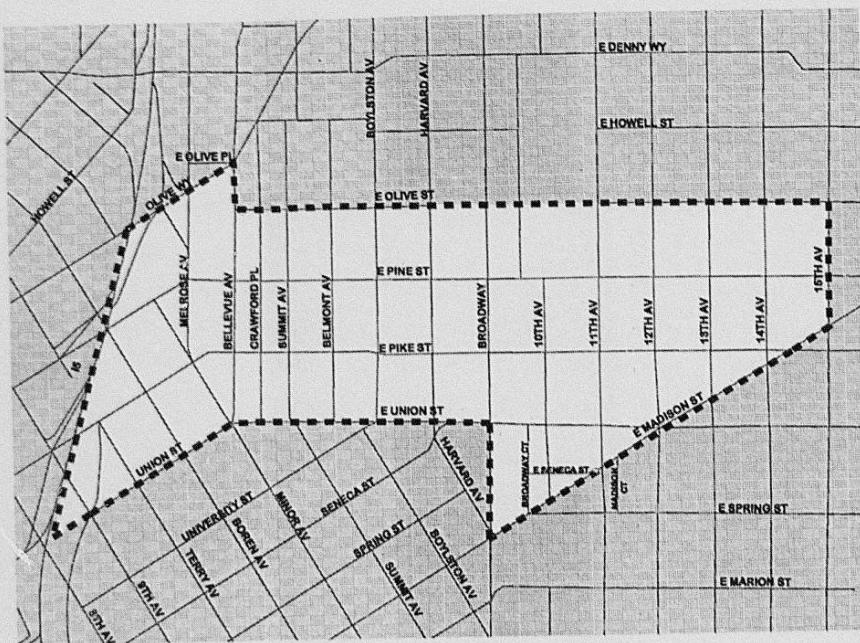 E DENNY WY
BOYLSTON AV
HARVARD AV
E HOWELL ST
E OLIVE PL
OLIVE WY
HOWELL ST
E OLIVE ST
MELROSE AV
BELLEVUE AV
CRAWFORD PL
SUMMIT AV
BELMONT AV
E PINE ST
BROADWAY
10TH AV
11TH AV
12TH AV
13TH AV
14TH AV
15TH AV
E PIKE ST
I5
E UNION ST
E MADISON ST
UNION ST
HARVARD AV
BROADWAY CT
E SENECA ST
MADISON CT
UNIVERSITY ST
SENECA ST
MINOR AV
BOREN AV
TERRY AV
9TH AV
8TH AV
SPRING ST
BOYLSTON AV
SUMMIT AV
E SPRING ST
E MARION ST